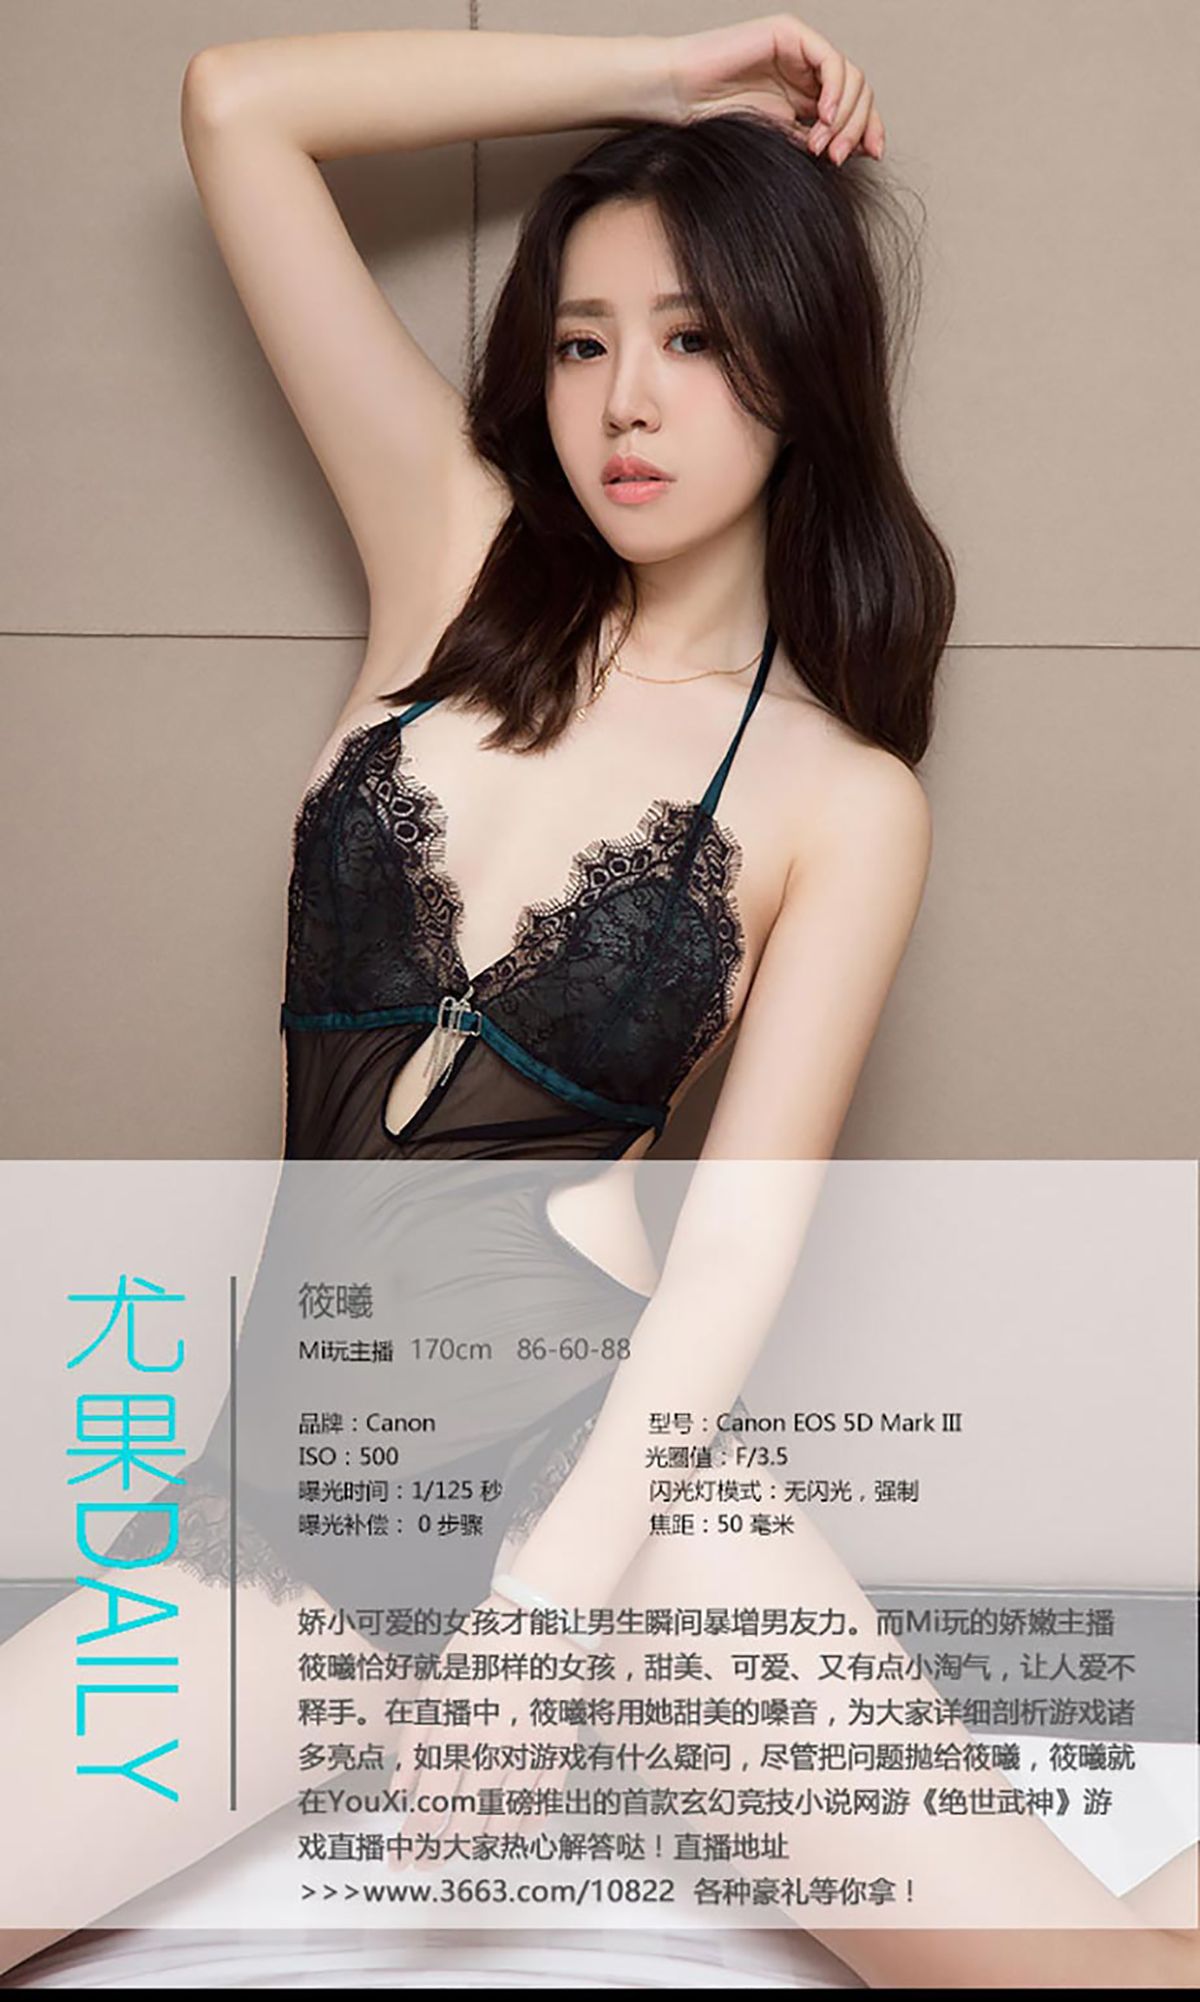 尤果DAILY
筱曦
Mi玩主播 170cm 86-60-88
品牌：Canon 型号：Canon EOS 5D Mark III
ISO：500 光圈值：F/3.5
曝光时间：1/125 秒 闪光灯模式：无闪光，强制
曝光补偿： 0 步骤 焦距：50 毫米
娇小可爱的女孩才能让男生瞬间暴增男友力。而Mi玩的娇嫩主播
筱曦恰好就是那样的女孩，甜美、可爱、又有点小淘气，让人爱不
释手。在直播中，筱曦将用她甜美的嗓音，为大家详细剖析游戏诸
多亮点，如果你对游戏有什么疑问，尽管把问题抛给筱曦，筱曦就
在YouXi.com重磅推出的首款玄幻竞技小说网游《绝世武神》游
戏直播中为大家热心解答哒！直播地址
>>>www.3663.com/10822 各种豪礼等你拿！